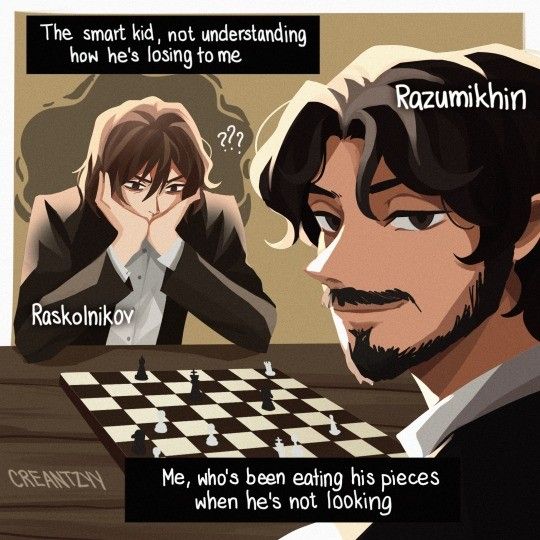 The smart kid, not understanding
how he's losing to me
Razumikhin
???
Raskolnikov
CREANTZYY
Me, who's been eating his pieces
when he's not looking